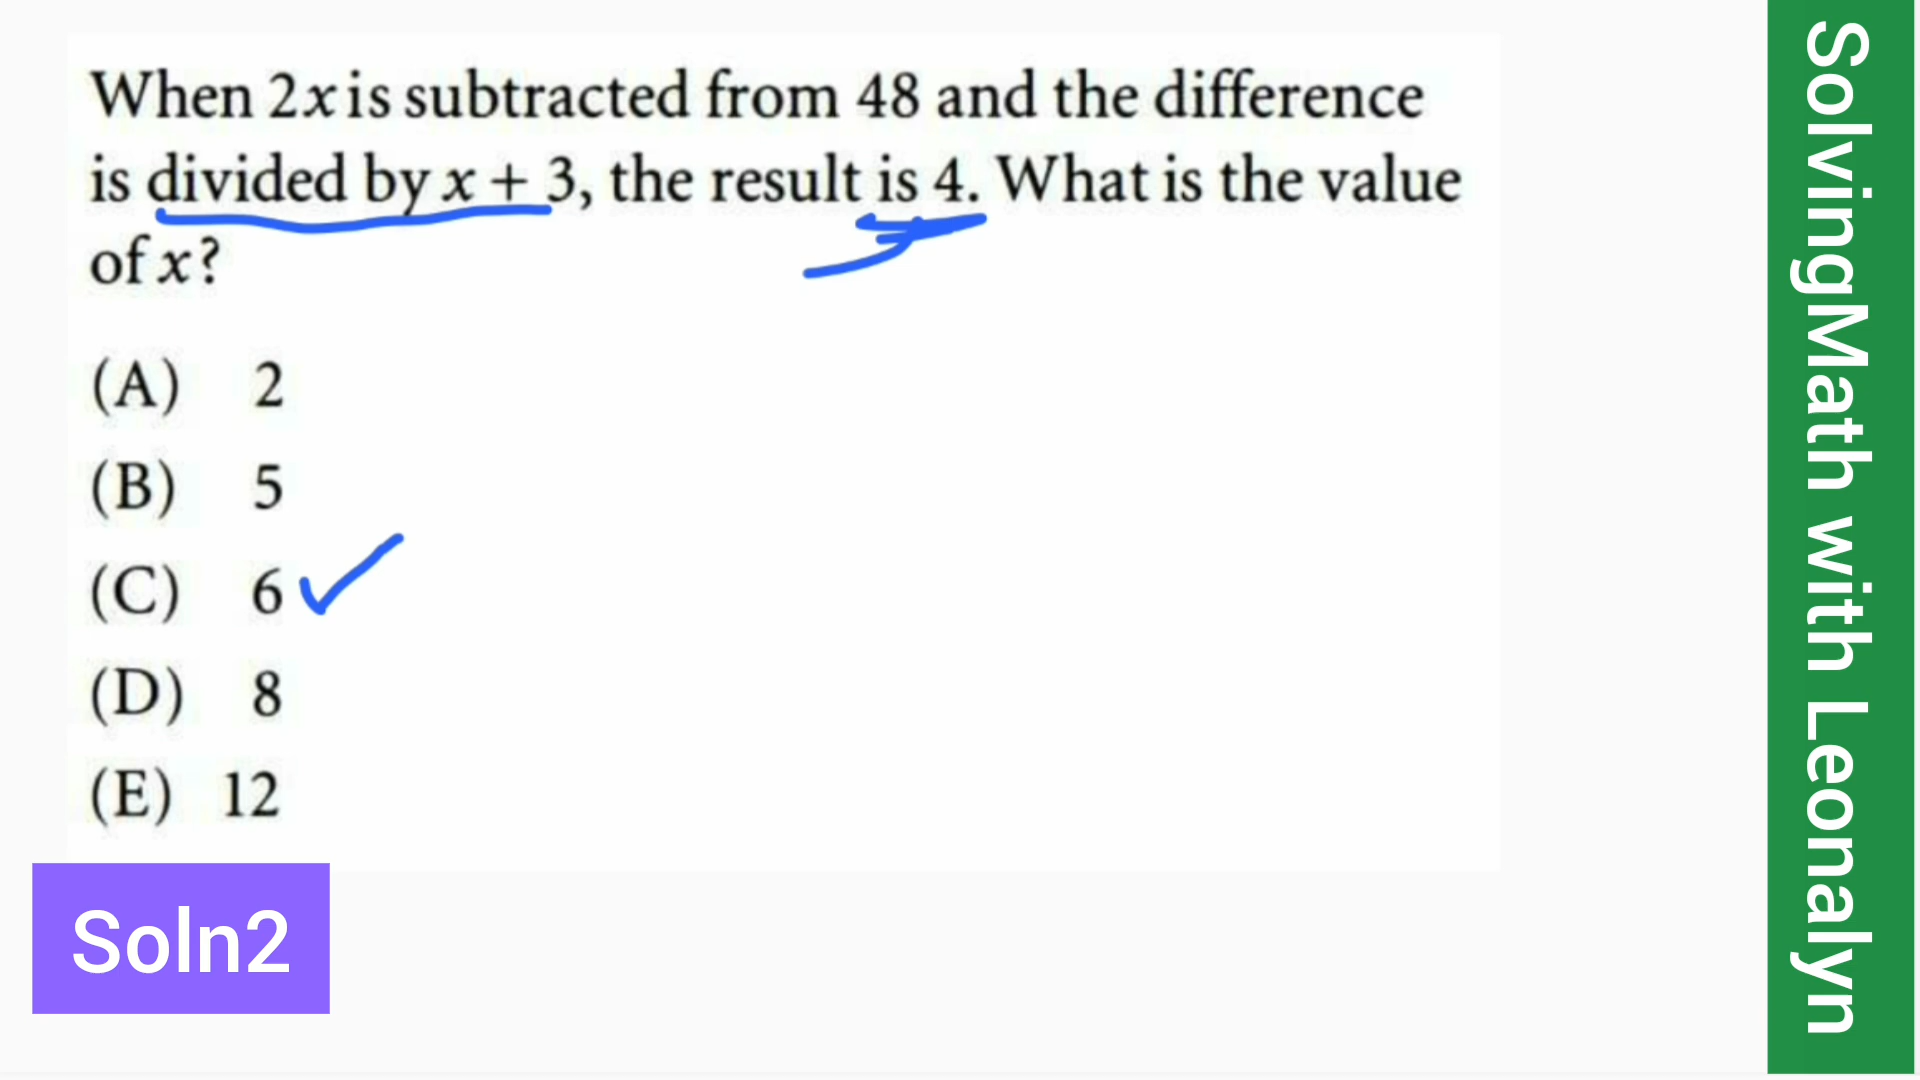 When 2x is subtracted from 48 and the difference
is divided by x + 3, the result is 4. What is the value
of x?
(A) 2
(B) 5
(C) 6
(D) 8
(E) 12
Soln2
SolvingMath with Leonalyn